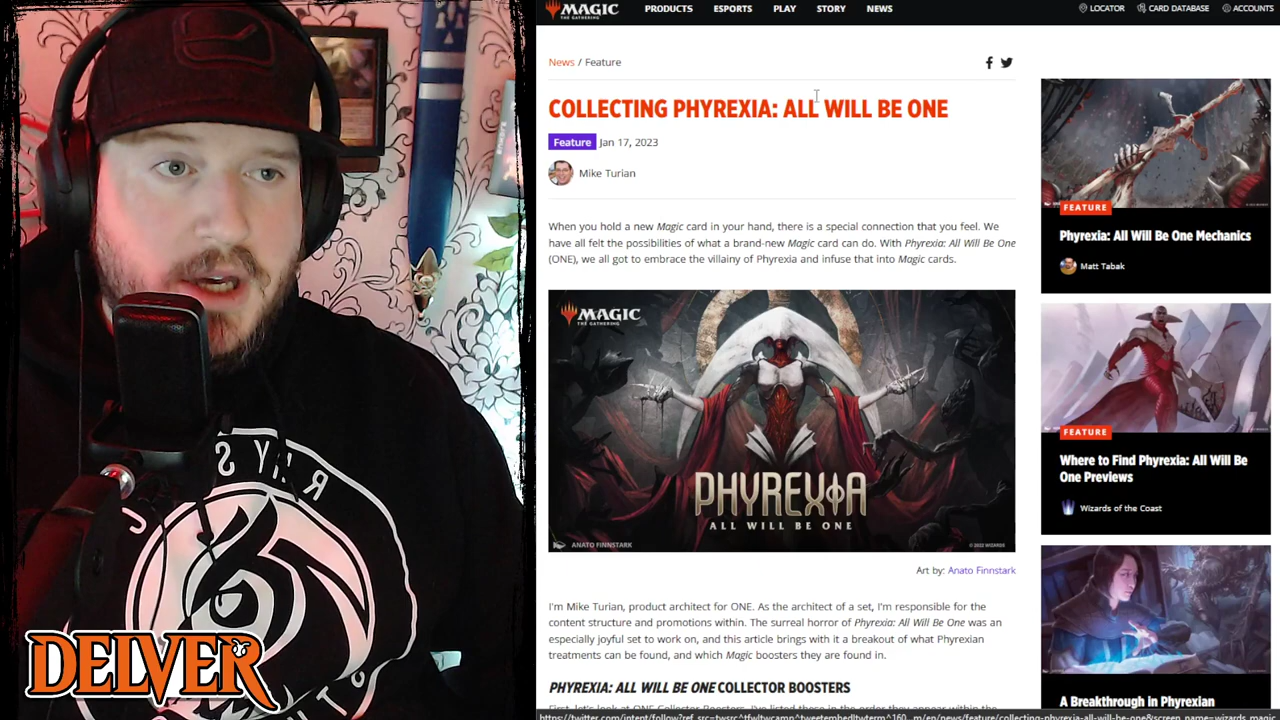 MAGIC
THE GATHERING
PRODUCTS
ESPORTS
PLAY
STORY
NEWS
LOCATOR
CARD DATABASE
ACCOUNTS
News / Feature
COLLECTING PHYREXIA: ALL WILL BE ONE
Feature Jan 17, 2023
Mike Turian
When you hold a new Magic card in your hand, there is a special connection that you feel. We
have all felt the possibilities of what a brand-new Magic card can do. With Phyrexia: All Will Be One
(ONE), we all got to embrace the villainy of Phyrexia and infuse that into Magic cards.
MAGIC
THE GATHERING
PHYREXIA
ALL WILL BE ONE
ANATO FINNSTARK
© 2022 WIZARDS
Art by: Anato Finnstark
I'm Mike Turian, product architect for ONE. As the architect of a set, I'm responsible for the
content structure and promotions within. The surreal horror of Phyrexia: All Will Be One was an
especially joyful set to work on, and this article brings with it a breakout of what Phyrexian
treatments can be found, and which Magic boosters they are found in.
PHYREXIA: ALL WILL BE ONE COLLECTOR BOOSTERS
FEATURE
Phyrexia: All Will Be One Mechanics
Matt Tabak
FEATURE
Where to Find Phyrexia: All Will Be
One Previews
Wizards of the Coast
A Breakthrough in Phyrexian
DELVER